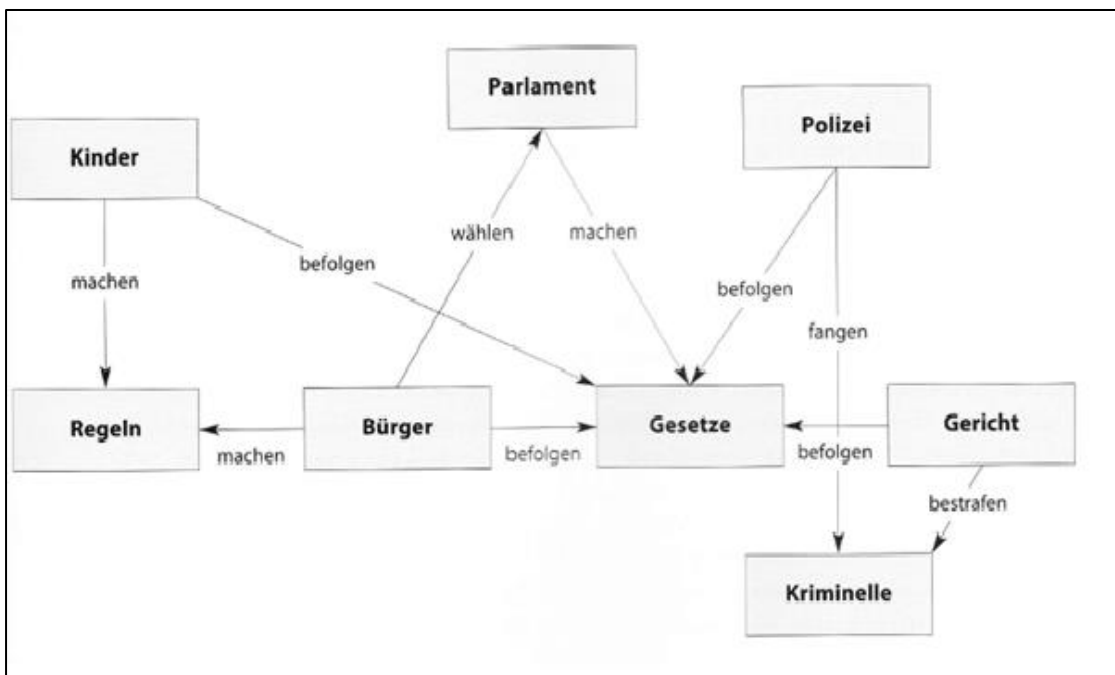 Parlament
Polizei
Kinder
wählen
machen
befolgen
machen
befolgen
fangen
Regeln
Bürger
Gesetze
Gericht
machen
befolgen
befolgen
bestrafen
Kriminelle